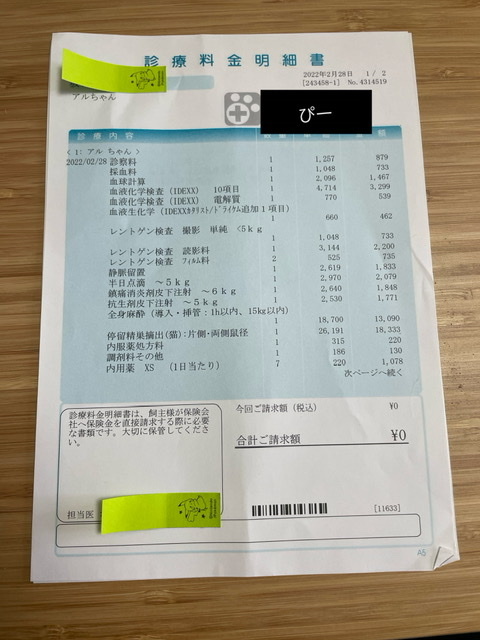 診療料金明細書
2022年2月28日 1 / 2
[243458-1] No.4314519
アルちゃん
ぴー
診療内容
< 1: アル ちゃん >
2022/02/28 診察料 1 1,257 879
採血料 1 1,048 733
血球計算 1 2,096 1,467
血液化学検査 (IDEXX) 10項目 1 4,714 3,299
血液化学検査 (IDEXX) 電解質 1 770 539
血液生化学 (IDEXXカタリスト/ドライケム追加1項目)
1 660 462
レントゲン検査 撮影 単純 <5kg
1 1,048 733
レントゲン検査 読影料 1 3,144 2,200
レントゲン検査 フィルム料 2 525 735
静脈留置 1 2,619 1,833
半日点滴 ～5kg 1 2,970 2,079
鎮痛消炎剤皮下注射 ～6kg 1 2,640 1,848
抗生剤皮下注射 ～5kg 1 2,530 1,771
全身麻酔 (導入・挿管:1h以内、15kg以内)
1 18,700 13,090
停留精巣摘出(猫):片側・両側鼠径 1 26,191 18,333
内服薬処方料 1 315 220
調剤料その他 1 186 130
内用薬 XS (1日当たり) 7 220 1,078
次ページへ続く
診療料金明細書は、飼主様が保険会
社へ保険金を直接請求する際に必要
な書類です。大切に保管してくださ
い。
今回ご請求額 (税込) ¥0
合計ご請求額 ¥0
担当医
[11633]
A5